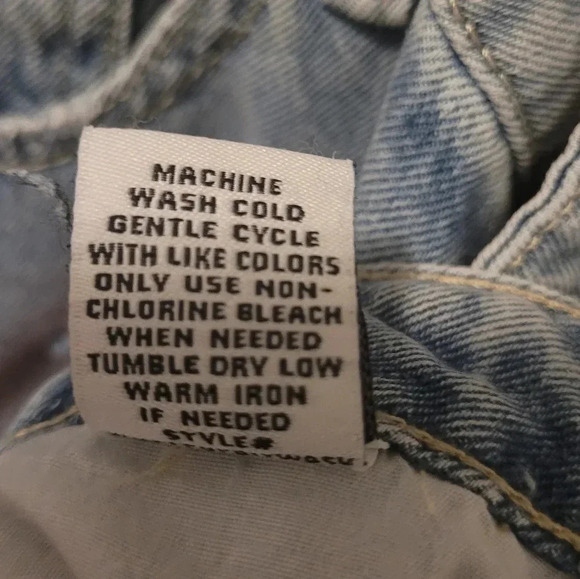 MACHINE
WASH COLD
GENTLE CYCLE
WITH LIKE COLORS
ONLY USE NON-
CHLORINE BLEACH
WHEN NEEDED
TUMBLE DRY LOW
WARM IRON
IF NEEDED
STYLE#